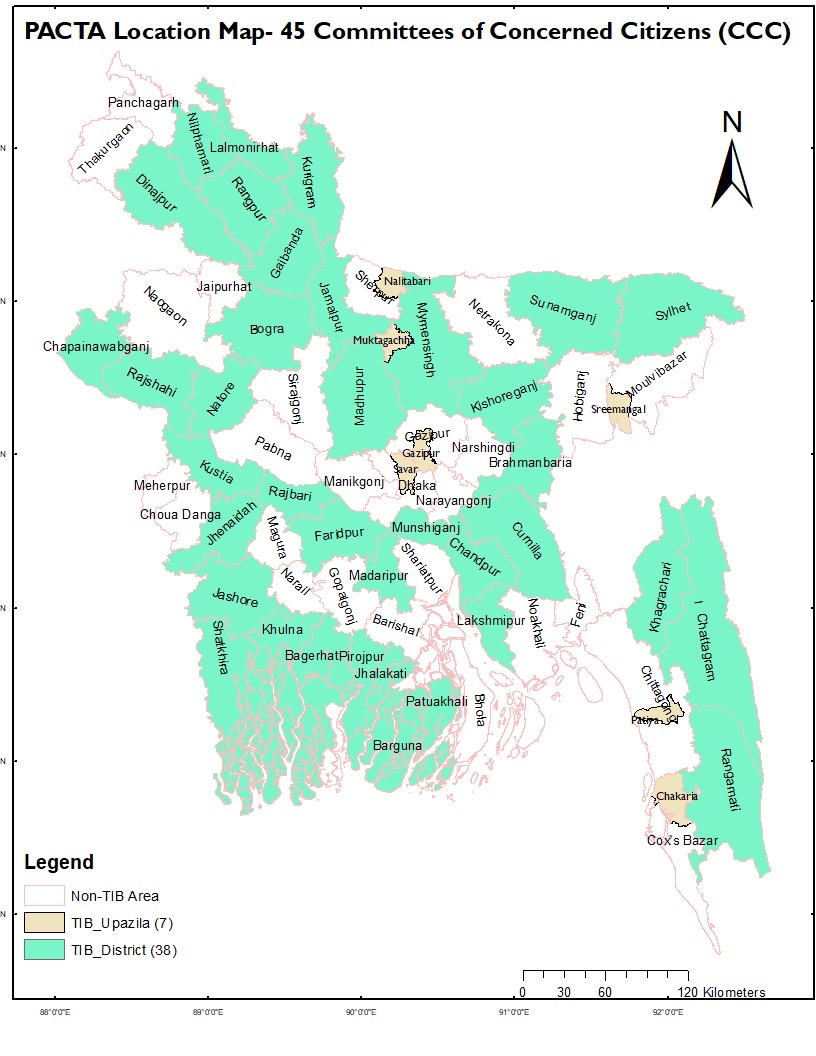 PACTA Location Map- 45 Committees of Concerned Citizens (CCC)
N
Panchagarh
Thakurgaon
Nilphamari
Lalmonirhat
Dinajpur
Rangpur
Kurigram
Gaibanda
Jaipurhat
Naogaon
Sherpur
Nalitabari
Jamalpur
Mymensingh
Netrakona
Sunamganj
Sylhet
Bogra
Muktagachha
Chapainawabganj
Rajshahi
Natore
Sirajgonj
Madhupur
Kishoreganj
Hobiganj
Sreemangal
Moulvibazar
Gazipur
Gazipur
Savar
Dhaka
Narshingdi
Brahmanbaria
Pabna
Kustia
Meherpur
Manikgonj
Narayangonj
Rajbari
Choua Danga
Jhenaidah
Magura
Faridpur
Munshiganj
Cumilla
Chandpur
Shariatpur
Madaripur
Narail
Gopalgonj
Jashore
Khulna
Barishal
Lakshmipur
Noakhali
Feni
Khagrachari
l Chattagram
Shatkhira
Bagerhat
Pirojpur
Jhalakati
Patuakhali
Bhola
Barguna
Chittagong
Patiya
Rangamati
Chakaria
Cox's Bazar
Legend
Non-TIB Area
TIB_Upazila (7)
TIB_District (38)
0 30 60 120 Kilometers
88°0'0"E 89°0'0"E 90°0'0"E 91°0'0"E 92°0'0"E
N
N
N
N
N
N